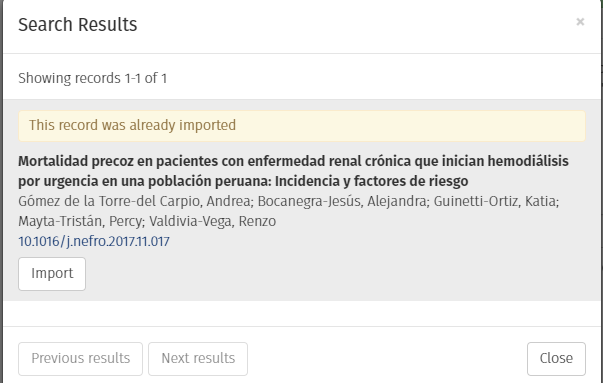 Search Results
×
Showing records 1-1 of 1
This record was already imported
Mortalidad precoz en pacientes con enfermedad renal crónica que inician hemodiálisis
por urgencia en una población peruana: Incidencia y factores de riesgo
Gómez de la Torre-del Carpio, Andrea; Bocanegra-Jesús, Alejandra; Guinetti-Ortiz, Katia;
Mayta-Tristán, Percy; Valdivia-Vega, Renzo
10.1016/j.nefro.2017.11.017
Import
Previous results Next results Close